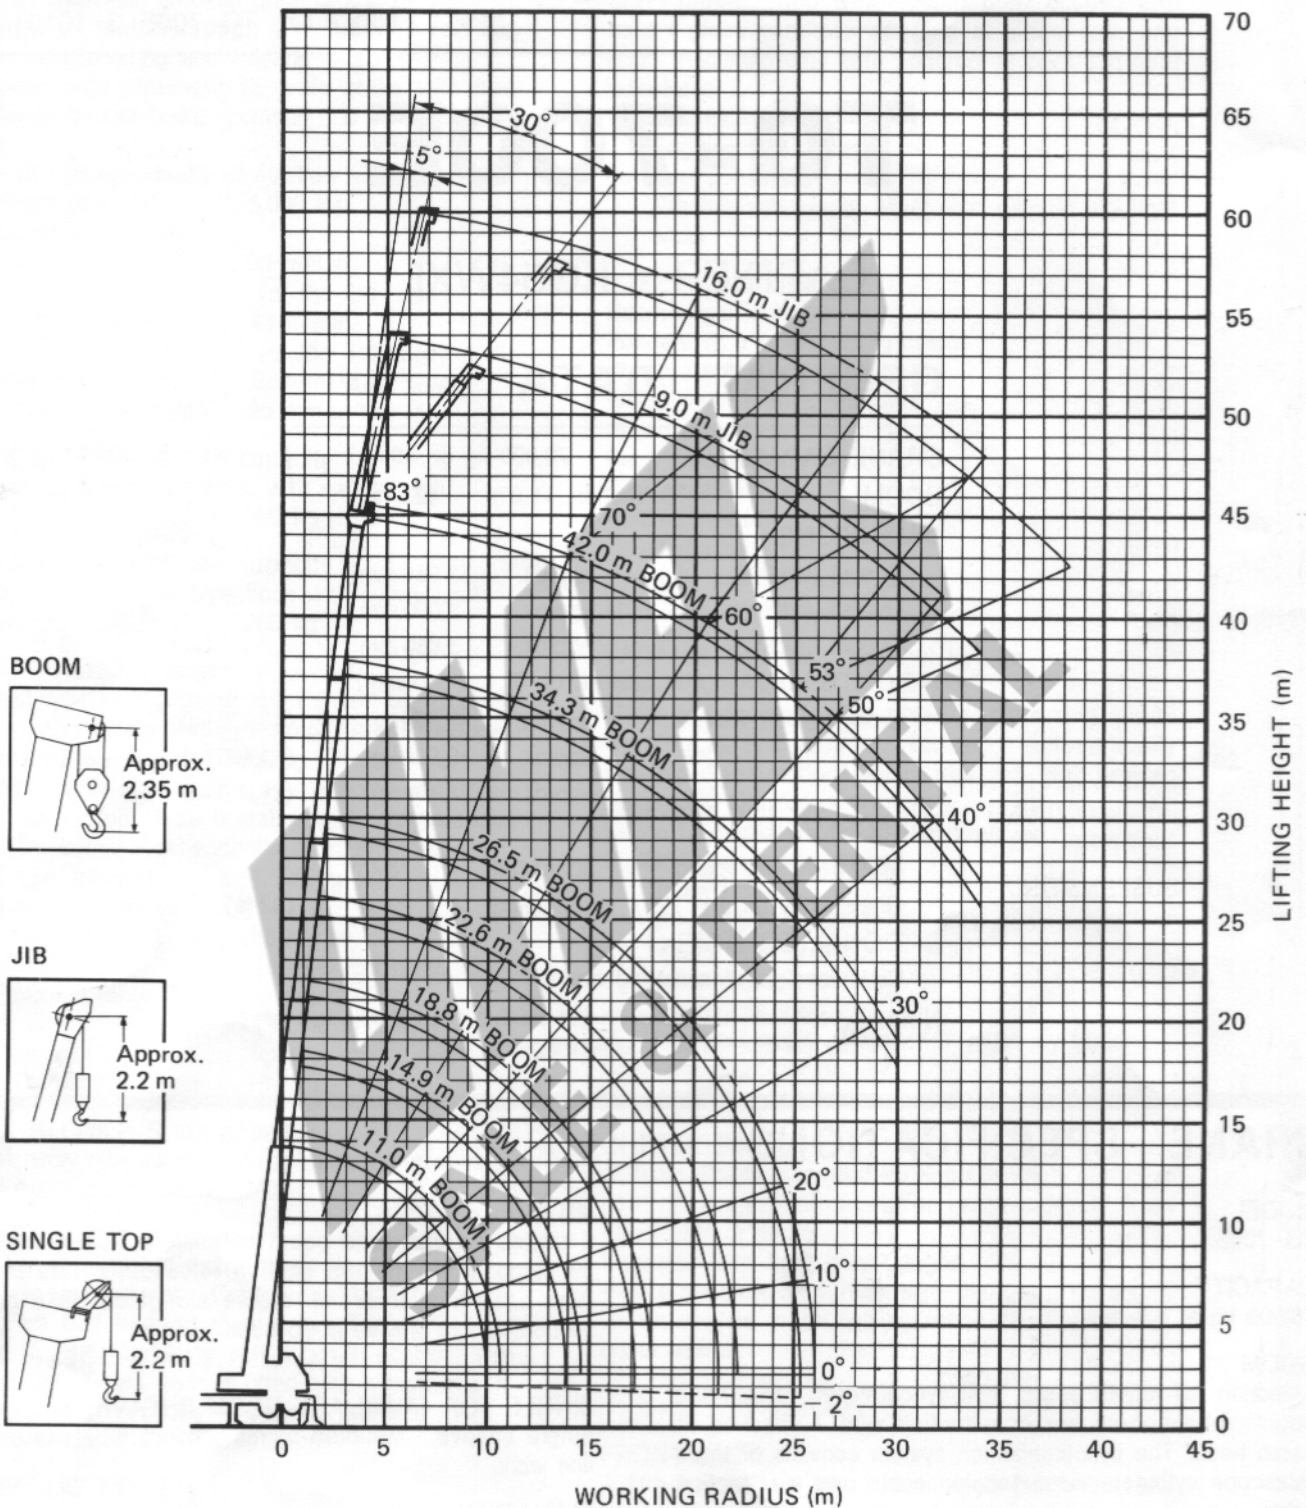 70
65
60
55
50
45
40
35
30
25
20
15
10
5
0
LIFTING HEIGHT (m)
30°
5°
16.0 m JIB
9.0 m JIB
83°
70°
42.0 m BOOM
60°
53°
50°
34.3 m BOOM
40°
26.5 m BOOM
22.6 m BOOM
30°
18.8 m BOOM
14.9 m BOOM
11.0 m BOOM
20°
10°
0°
–2°
BOOM
Approx.
2.35 m
JIB
Approx.
2.2 m
SINGLE TOP
Approx.
2.2 m
0 5 10 15 20 25 30 35 40 45
WORKING RADIUS (m)
SALE & RENTAL